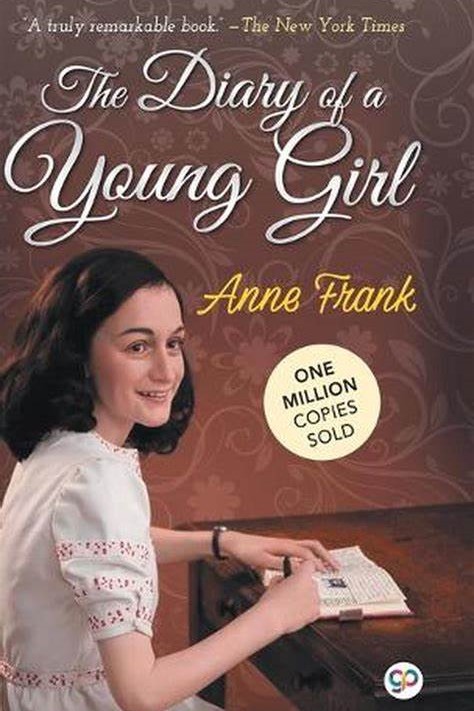 "A truly remarkable book." —The New York Times
The Diary of a
Young Girl
Anne Frank
ONE
MILLION
COPIES
SOLD
gp